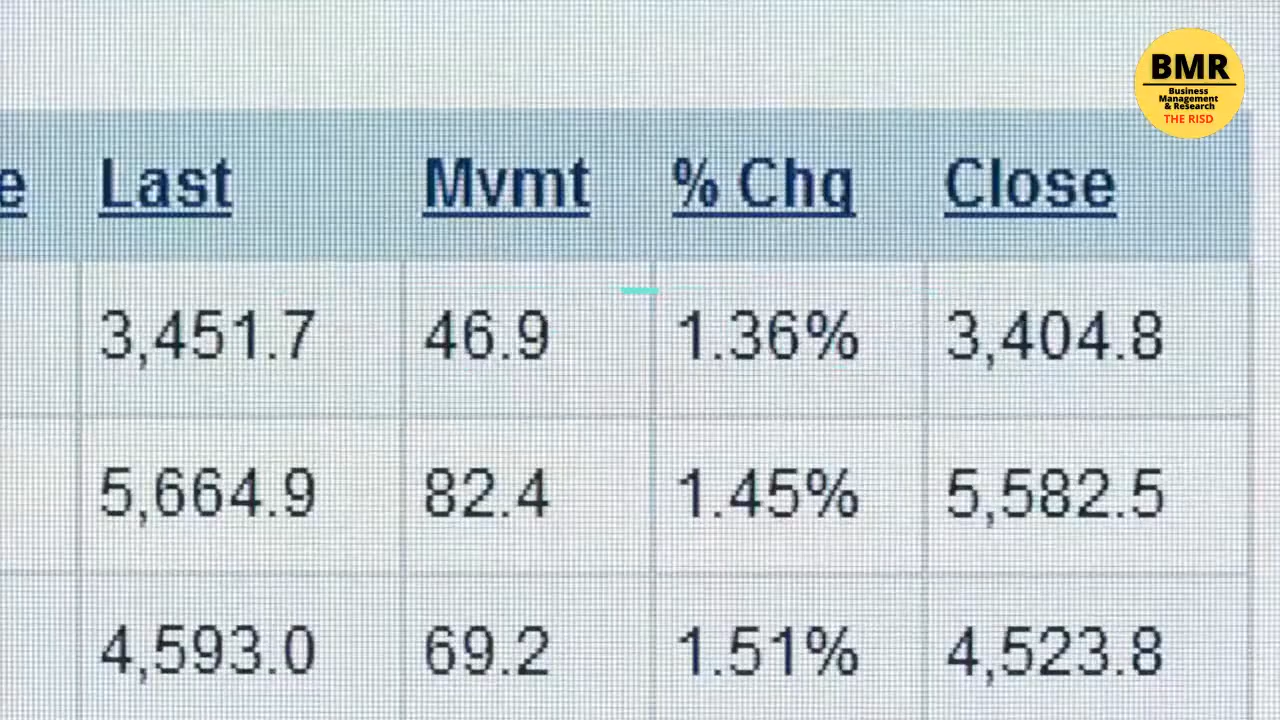 BMR
Business
Management
& Research
THE RISD
e Last Mvmt % Chg Close
3,451.7 46.9 1.36% 3,404.8
5,664.9 82.4 1.45% 5,582.5
4,593.0 69.2 1.51% 4,523.8